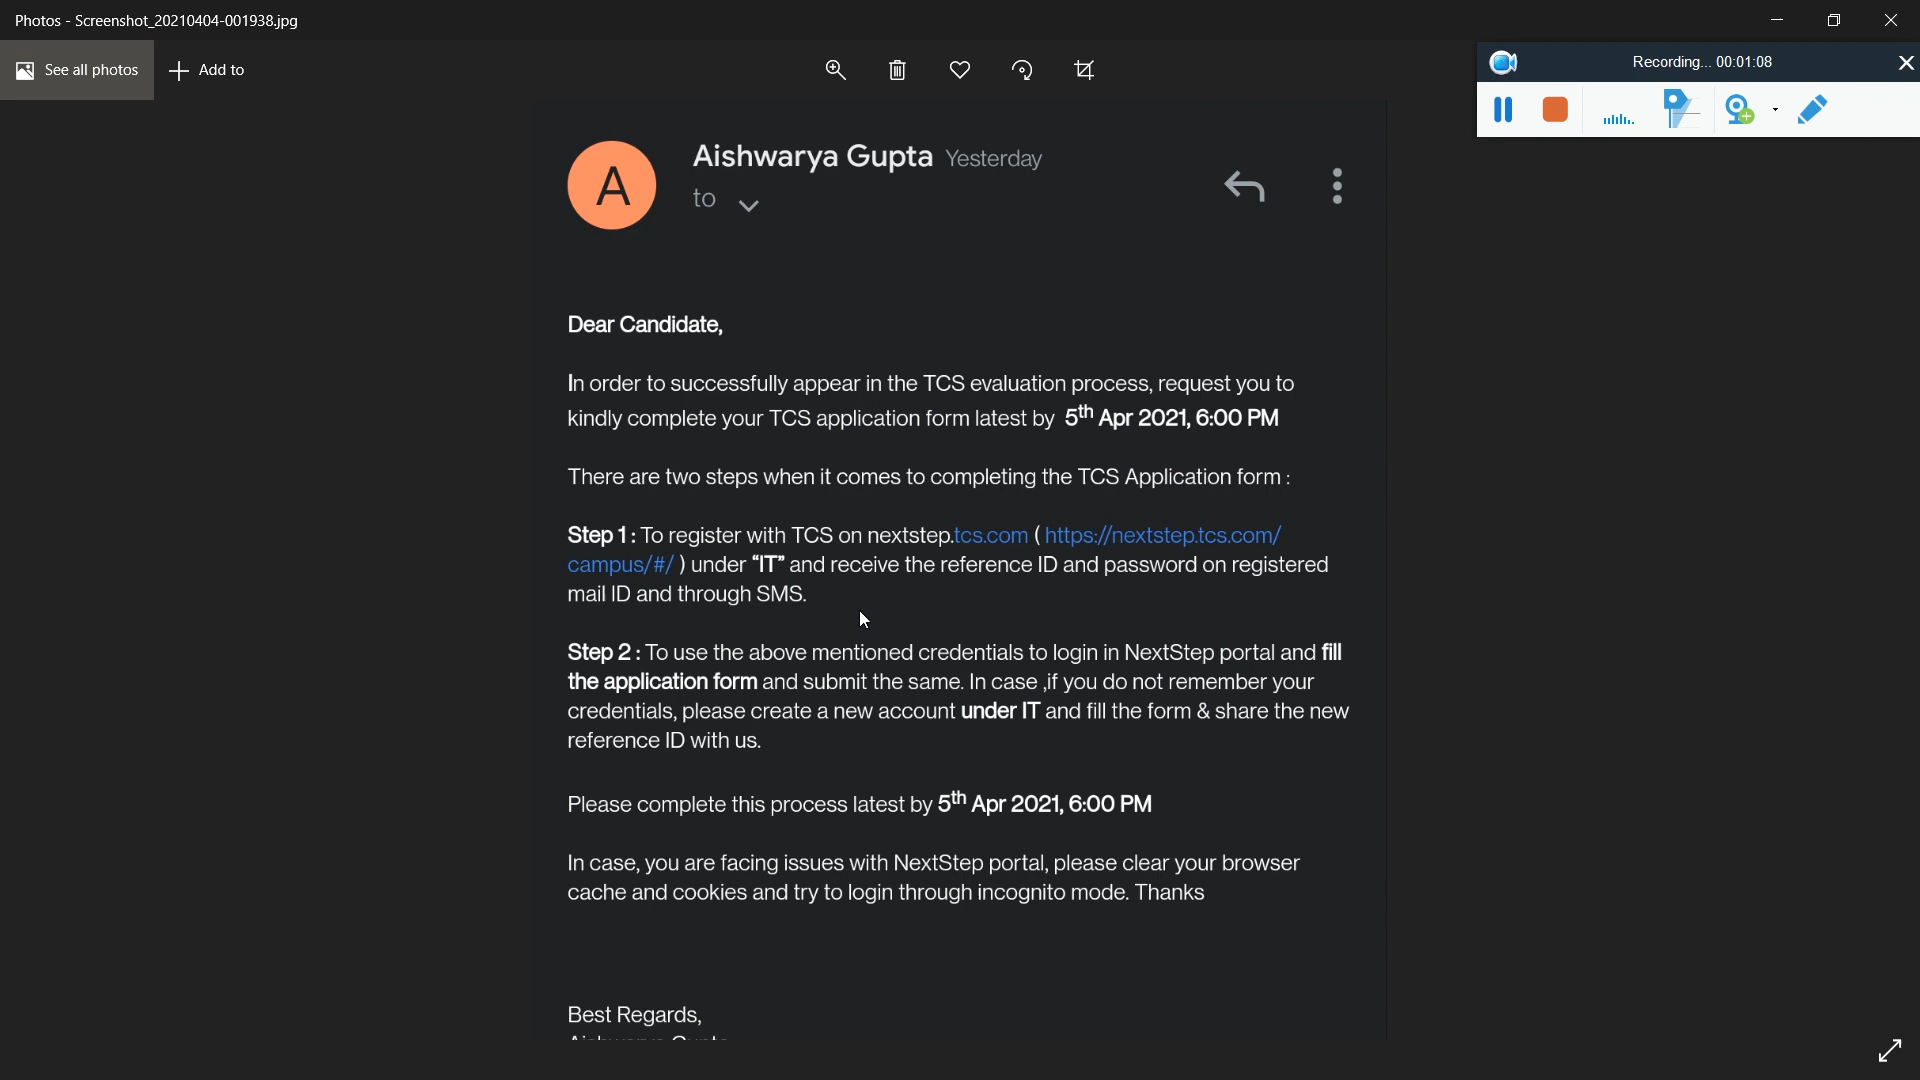 Photos - Screenshot_20210404-001938.jpg
See all photos
Add to
Recording... 00:01:08
A
Aishwarya Gupta Yesterday
to
Dear Candidate,
In order to successfully appear in the TCS evaluation process, request you to
kindly complete your TCS application form latest by 5th Apr 2021, 6:00 PM
There are two steps when it comes to completing the TCS Application form :
Step 1 : To register with TCS on nextstep.tcs.com ( https://nextstep.tcs.com/
campus/#/ ) under “IT” and receive the reference ID and password on registered
mail ID and through SMS.
Step 2 : To use the above mentioned credentials to login in NextStep portal and fill
the application form and submit the same. In case ,if you do not remember your
credentials, please create a new account under IT and fill the form & share the new
reference ID with us.
Please complete this process latest by 5th Apr 2021, 6:00 PM
In case, you are facing issues with NextStep portal, please clear your browser
cache and cookies and try to login through incognito mode. Thanks
Best Regards,